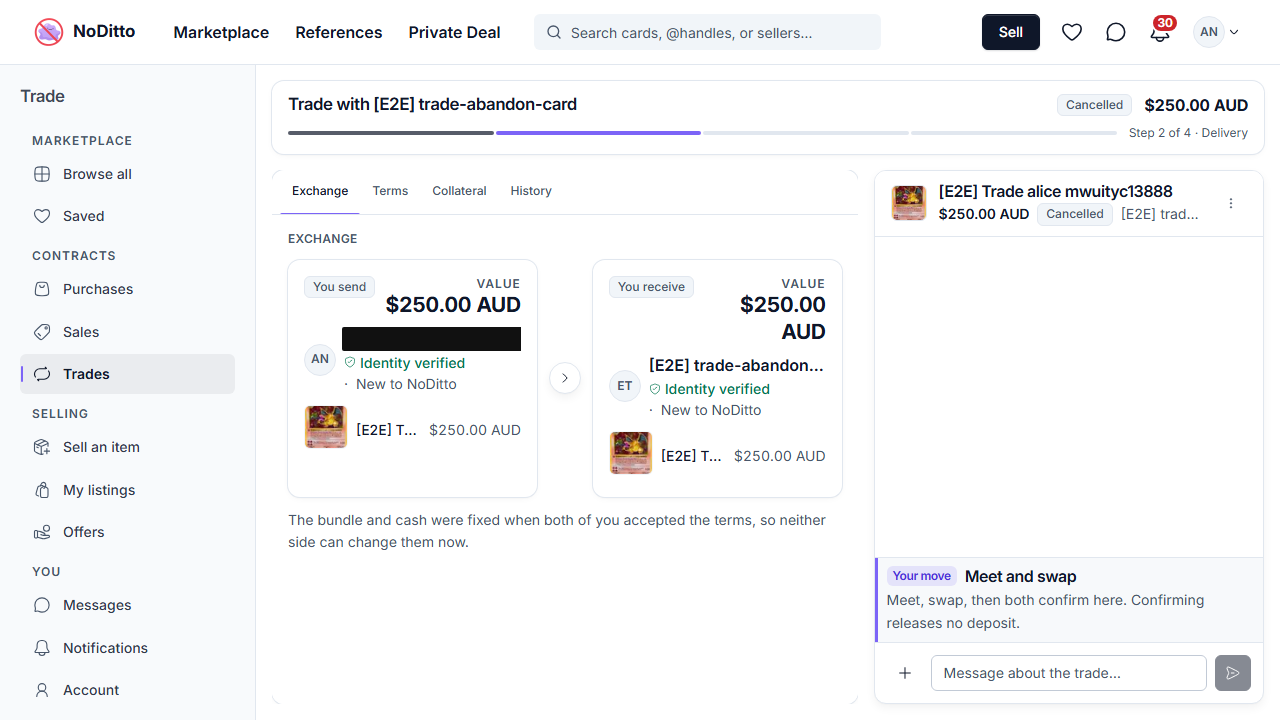 NoDitto
Marketplace
References
Private Deal
Search cards, @handles, or sellers...
Sell
30
AN
Trade
MARKETPLACE
Browse all
Saved
CONTRACTS
Purchases
Sales
Trades
SELLING
Sell an item
My listings
Offers
YOU
Messages
Notifications
Account
Trade with [E2E] trade-abandon-card
Cancelled
$250.00 AUD
Step 2 of 4 · Delivery
Exchange
Terms
Collateral
History
EXCHANGE
You send
VALUE
$250.00 AUD
AN
Identity verified
· New to NoDitto
[E2E] T...
$250.00 AUD
You receive
VALUE
$250.00
AUD
ET
[E2E] trade-abandon...
Identity verified
· New to NoDitto
[E2E] T...
$250.00 AUD
The bundle and cash were fixed when both of you accepted the terms, so neither
side can change them now.
[E2E] Trade alice mwuityc13888
$250.00 AUD
Cancelled
[E2E] trad...
Your move
Meet and swap
Meet, swap, then both confirm here. Confirming
releases no deposit.
Message about the trade...